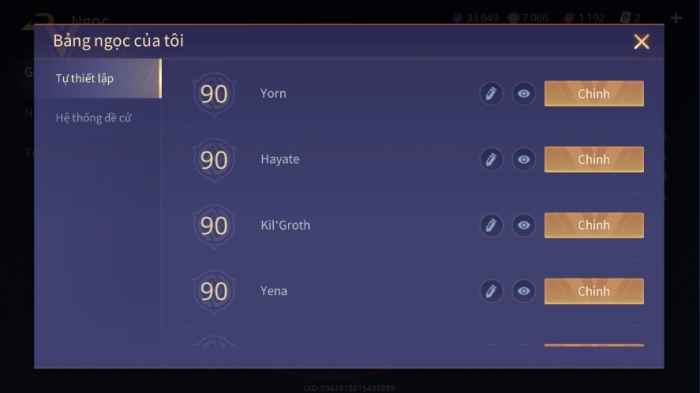 Ngọc
33 649
7 066
1 192
2
Bảng ngọc của tôi
Tự thiết lập
Hệ thống đề cử
90
Yorn
Chỉnh
90
Hayate
Chỉnh
90
Kil'Groth
Chỉnh
90
Yena
Chỉnh
UID: 5341618815435889